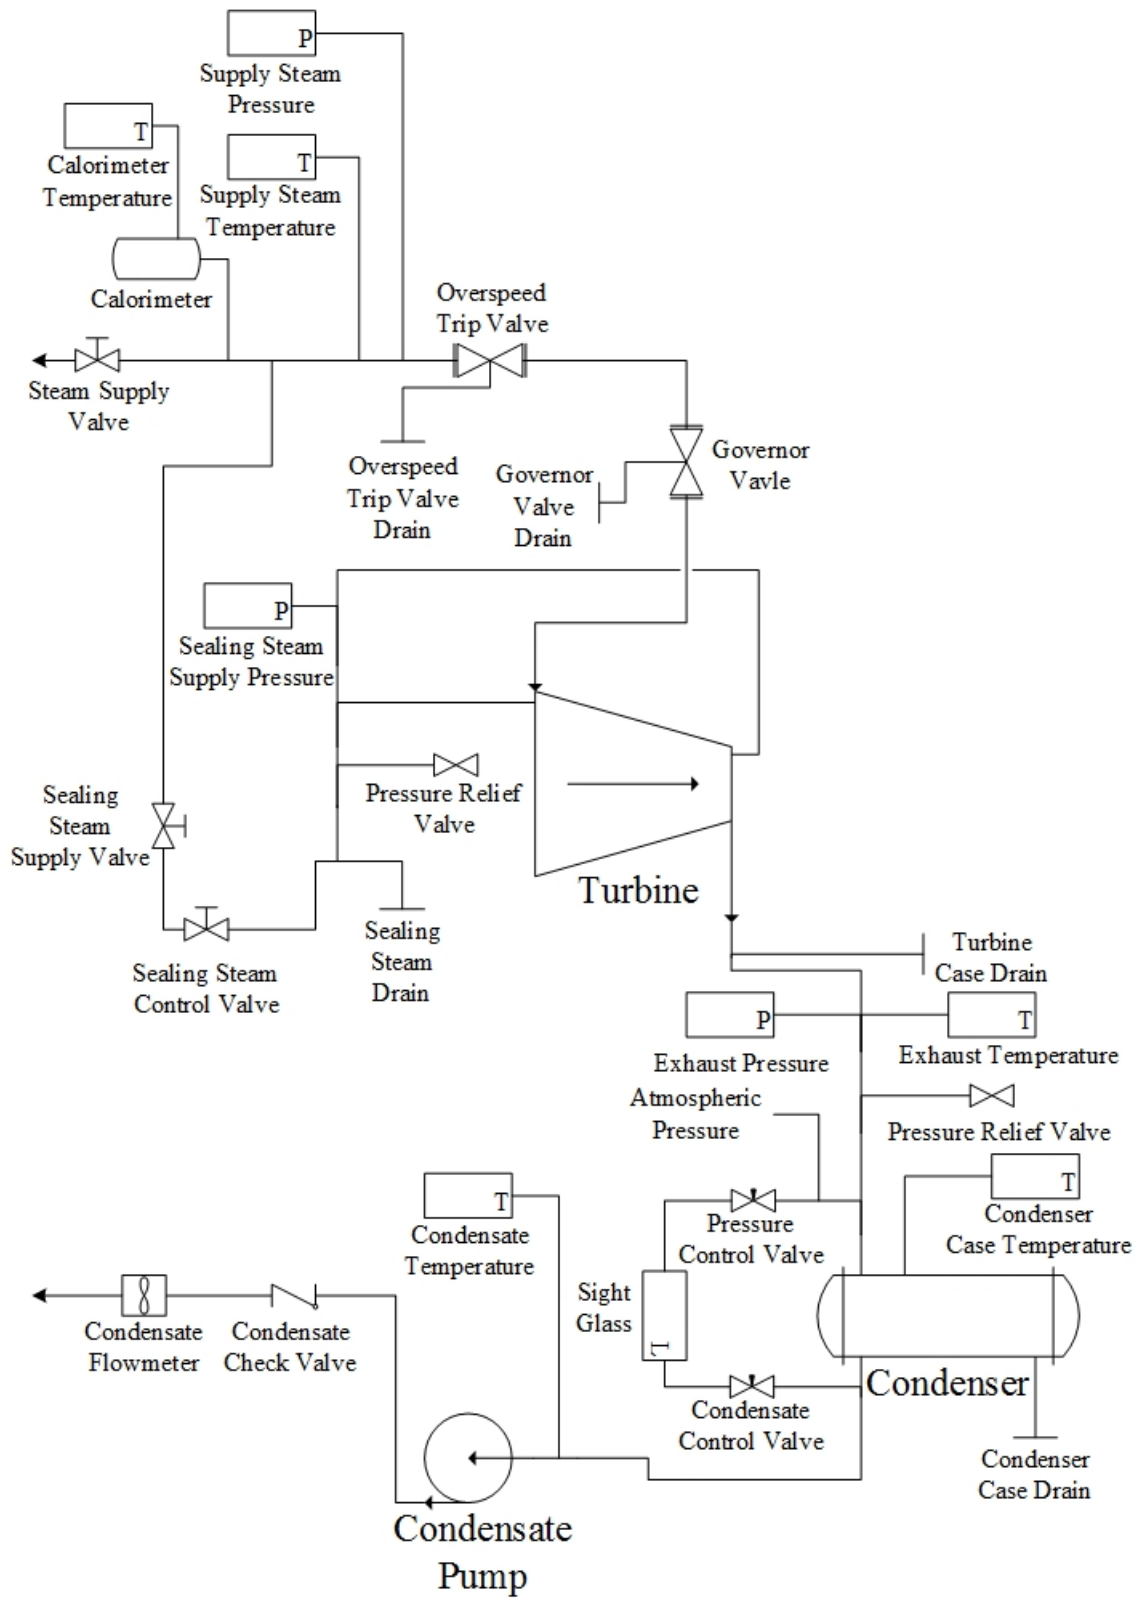 P
Supply Steam
Pressure
T
Calorimeter
Temperature
T
Supply Steam
Temperature
Calorimeter
Overspeed
Trip Valve
Steam Supply
Valve
Overspeed
Trip Valve
Drain
Governor
Valve
Drain
Governor
Vavle
P
Sealing Steam
Supply Pressure
Pressure Relief
Valve
Sealing
Steam
Supply Valve
Turbine
Sealing Steam
Control Valve
Sealing
Steam
Drain
Turbine
Case Drain
P
Exhaust Pressure
T
Exhaust Temperature
Atmospheric
Pressure
Pressure Relief Valve
T
Condenser
Case Temperature
T
Condensate
Temperature
Pressure
Control Valve
Sight
Glass
L
Condensate
Flowmeter
Condensate
Check Valve
Condenser
Condensate
Control Valve
Condenser
Case Drain
Condensate
Pump